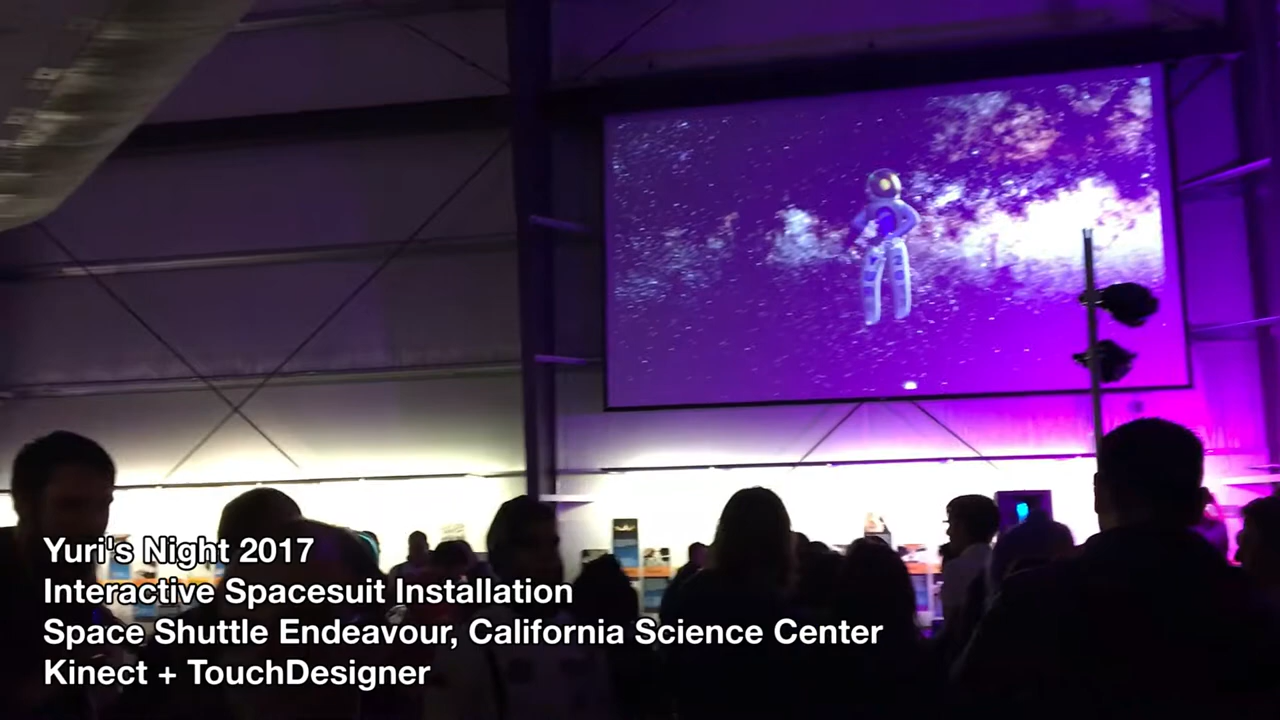 Yuri's Night 2017
Interactive Spacesuit Installation
Space Shuttle Endeavour, California Science Center
Kinect + TouchDesigner